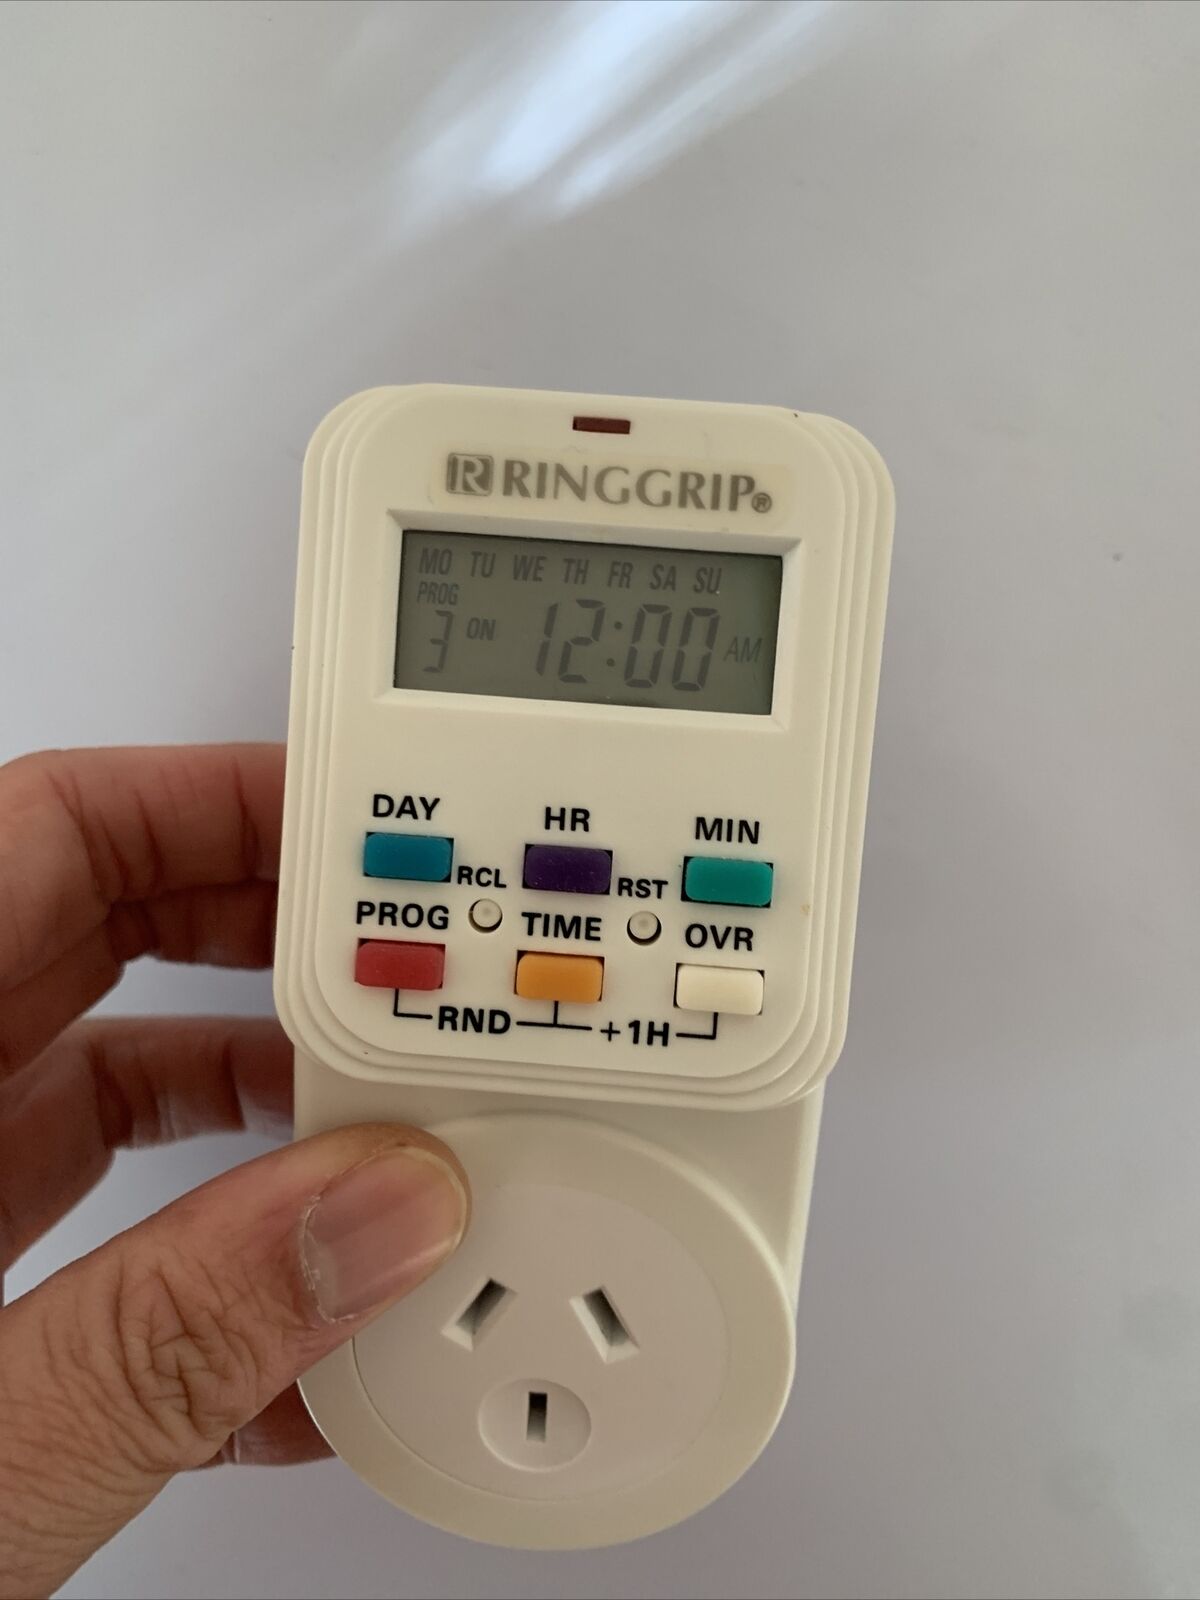 R RINGGRIP®
MO TU WE TH FR SA SU
PROG
3 ON 12:00 AM
DAY HR MIN
RCL RST
PROG TIME OVR
RND +1H